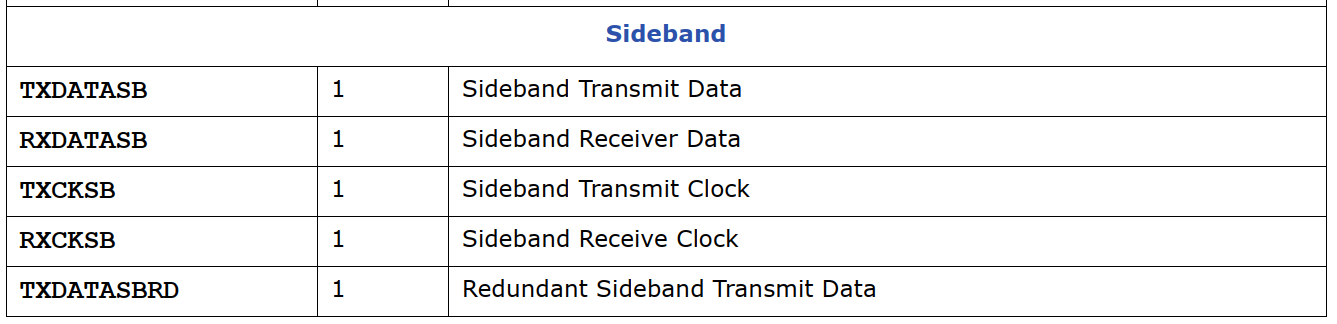 Sideband
TXDATASB 1 Sideband Transmit Data
RXDATASB 1 Sideband Receiver Data
TXCKSB 1 Sideband Transmit Clock
RXCKSB 1 Sideband Receive Clock
TXDATASBRD 1 Redundant Sideband Transmit Data